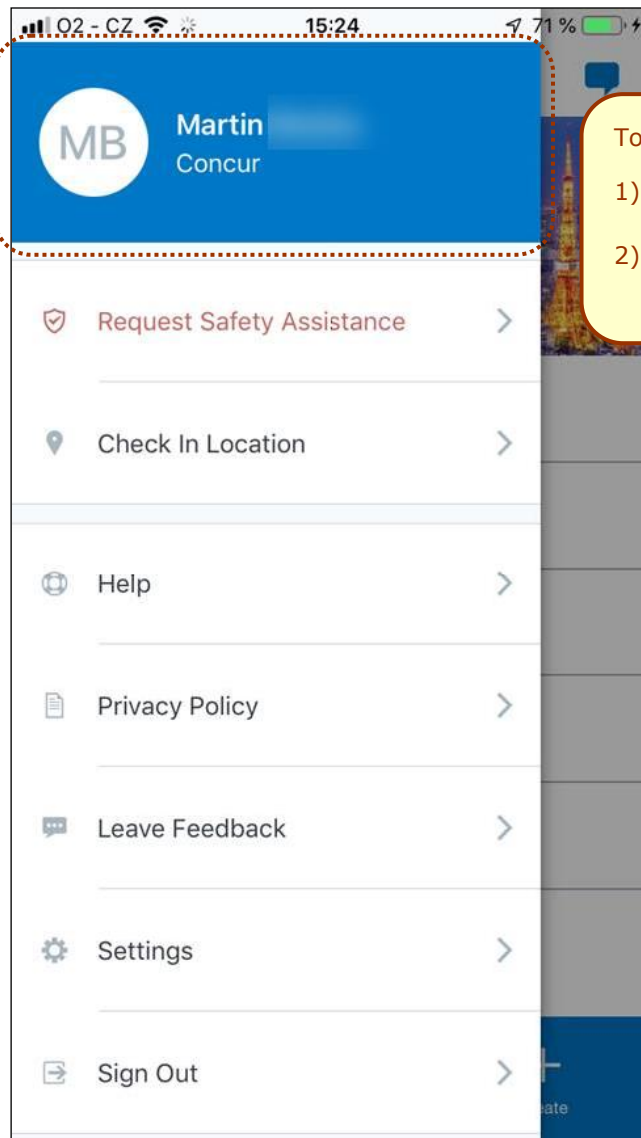 O2 - CZ 15:24 71 %
MB
Martin
Concur
To
1)
2)
Request Safety Assistance
Check In Location
Help
Privacy Policy
Leave Feedback
Settings
Sign Out